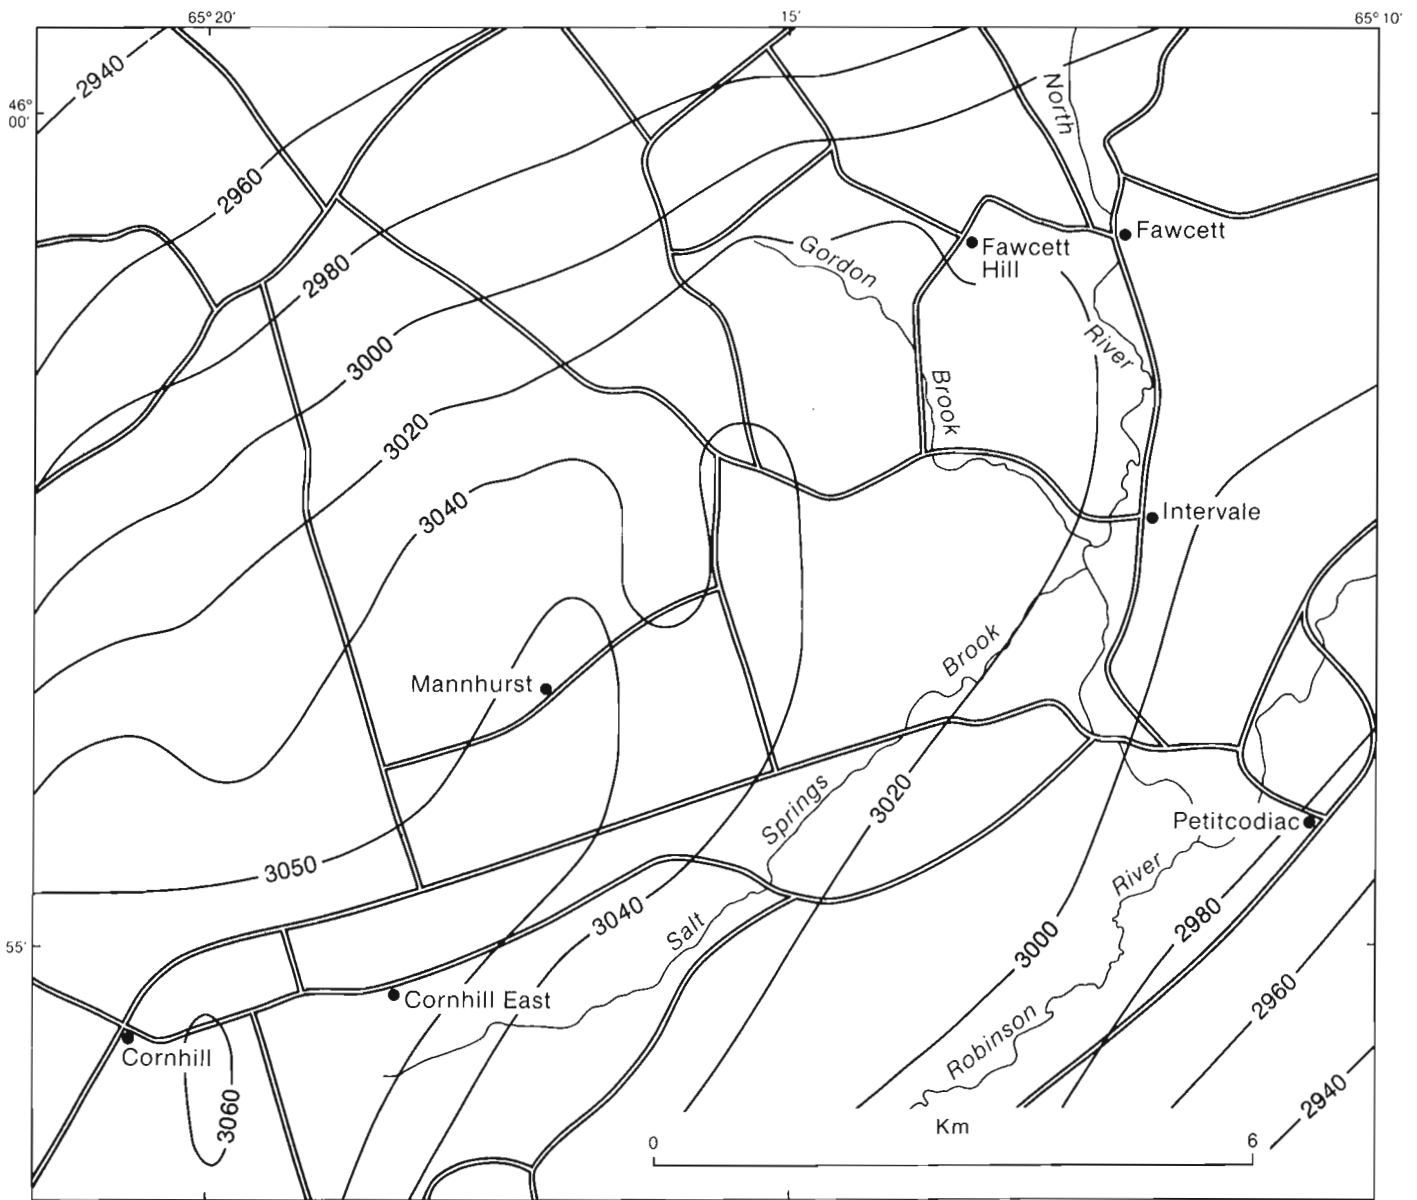 65° 20'
15'
65° 10'
46°
00'
2940
North
2960
Fawcett
Gordon
Fawcett
Hill
2980
River
3000
Brook
3020
3040
Intervale
Brook
Mannhurst
Springs
3020
Petitcodiac
3050
River
3040
Salt
2980
55'
3000
Cornhill East
2960
Robinson
Cornhill
3060
2940
Km
0
6